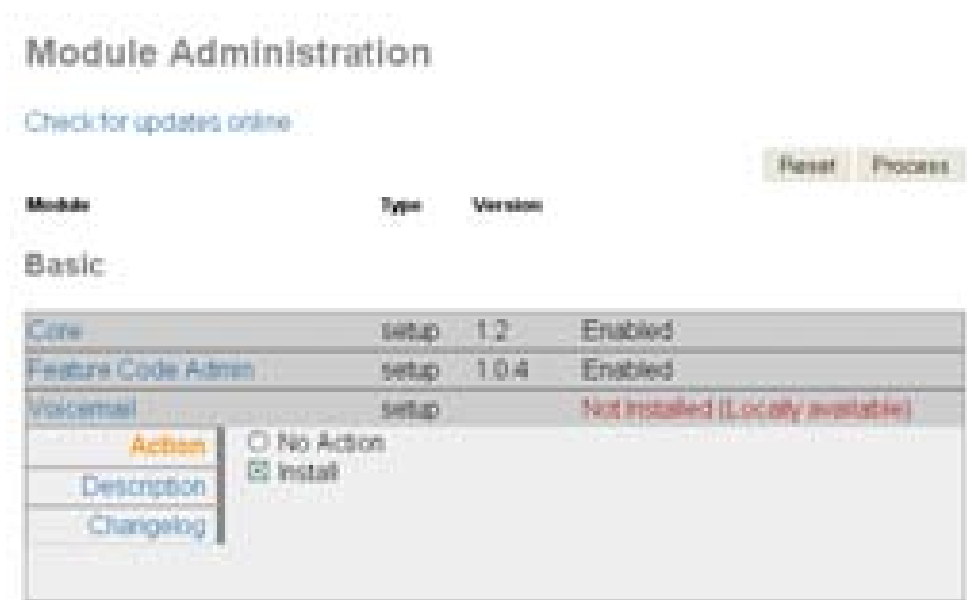 Module Administration
Check for updates online
Reset Process
Module Type Version
Basic
Core setup 1.2 Enabled
Feature Code Admin setup 1.0.4 Enabled
Voicemail setup Not Installed (Locally available)
Action No Action
Install
Description
Changelog